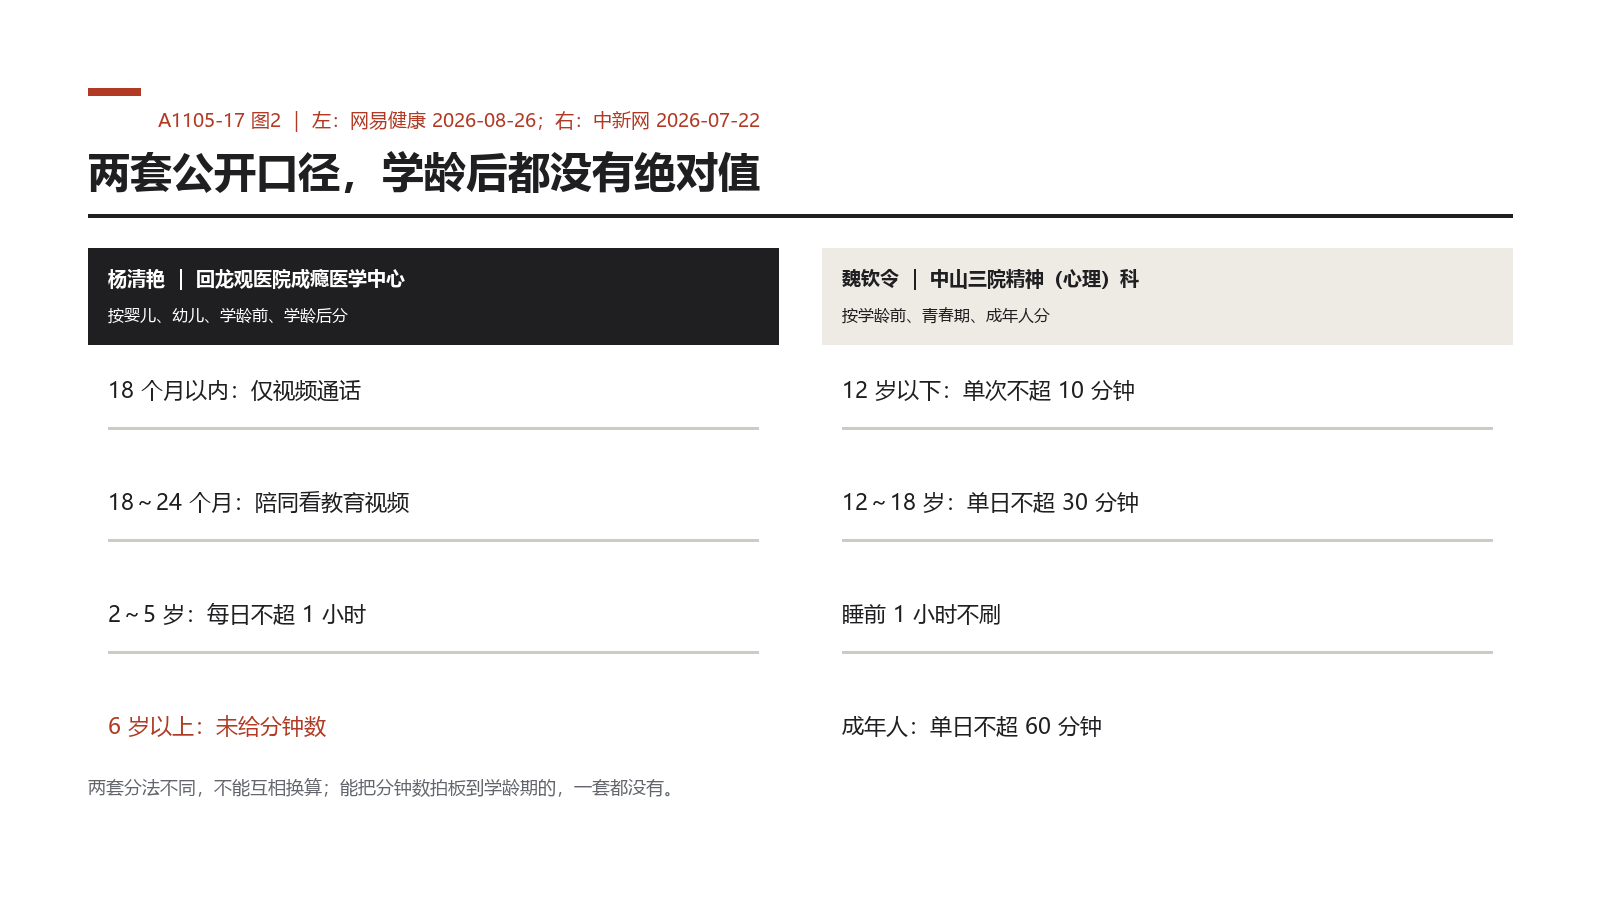 A1105-17 图2 ｜ 左：网易健康 2026-08-26；右：中新网 2026-07-22
两套公开口径，学龄后都没有绝对值
杨清艳 ｜ 回龙观医院成瘾医学中心
按婴儿、幼儿、学龄前、学龄后分
18 个月以内：仅视频通话
18～24 个月：陪同看教育视频
2～5 岁：每日不超 1 小时
6 岁以上：未给分钟数
魏钦令 ｜ 中山三院精神（心理）科
按学龄前、青春期、成年人分
12 岁以下：单次不超 10 分钟
12～18 岁：单日不超 30 分钟
睡前 1 小时不刷
成年人：单日不超 60 分钟
两套分法不同，不能互相换算；能把分钟数拍板到学龄期的，一套都没有。